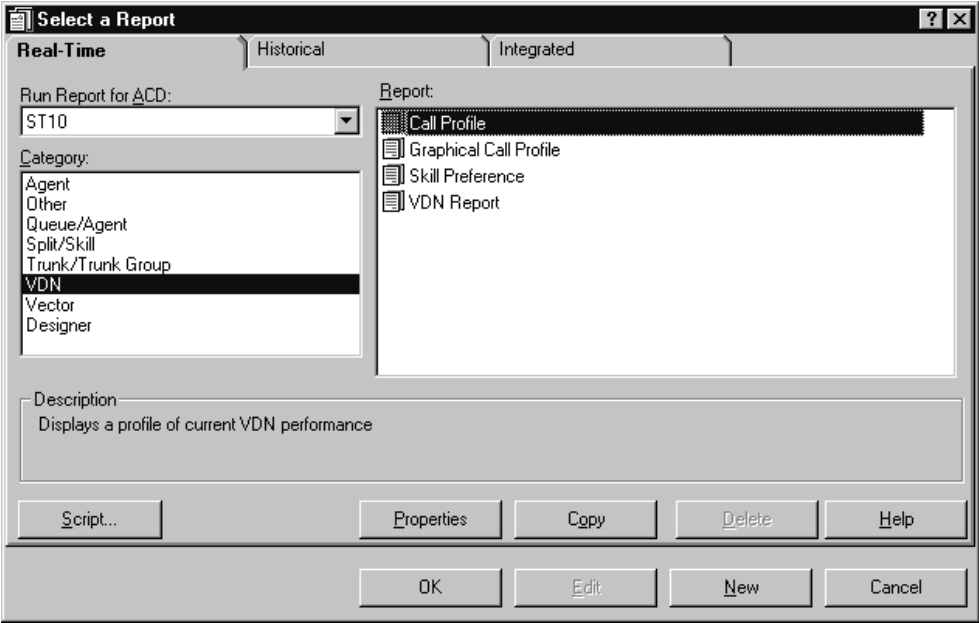 Select a Report
Real-Time
Historical
Integrated
Run Report for ACD:
ST10
Category:
Agent
Other
Queue/Agent
Split/Skill
Trunk/Trunk Group
VDN
Vector
Designer
Report:
Call Profile
Graphical Call Profile
Skill Preference
VDN Report
Description
Displays a profile of current VDN performance
Script...
Properties
Copy
Delete
Help
OK
Edit
New
Cancel